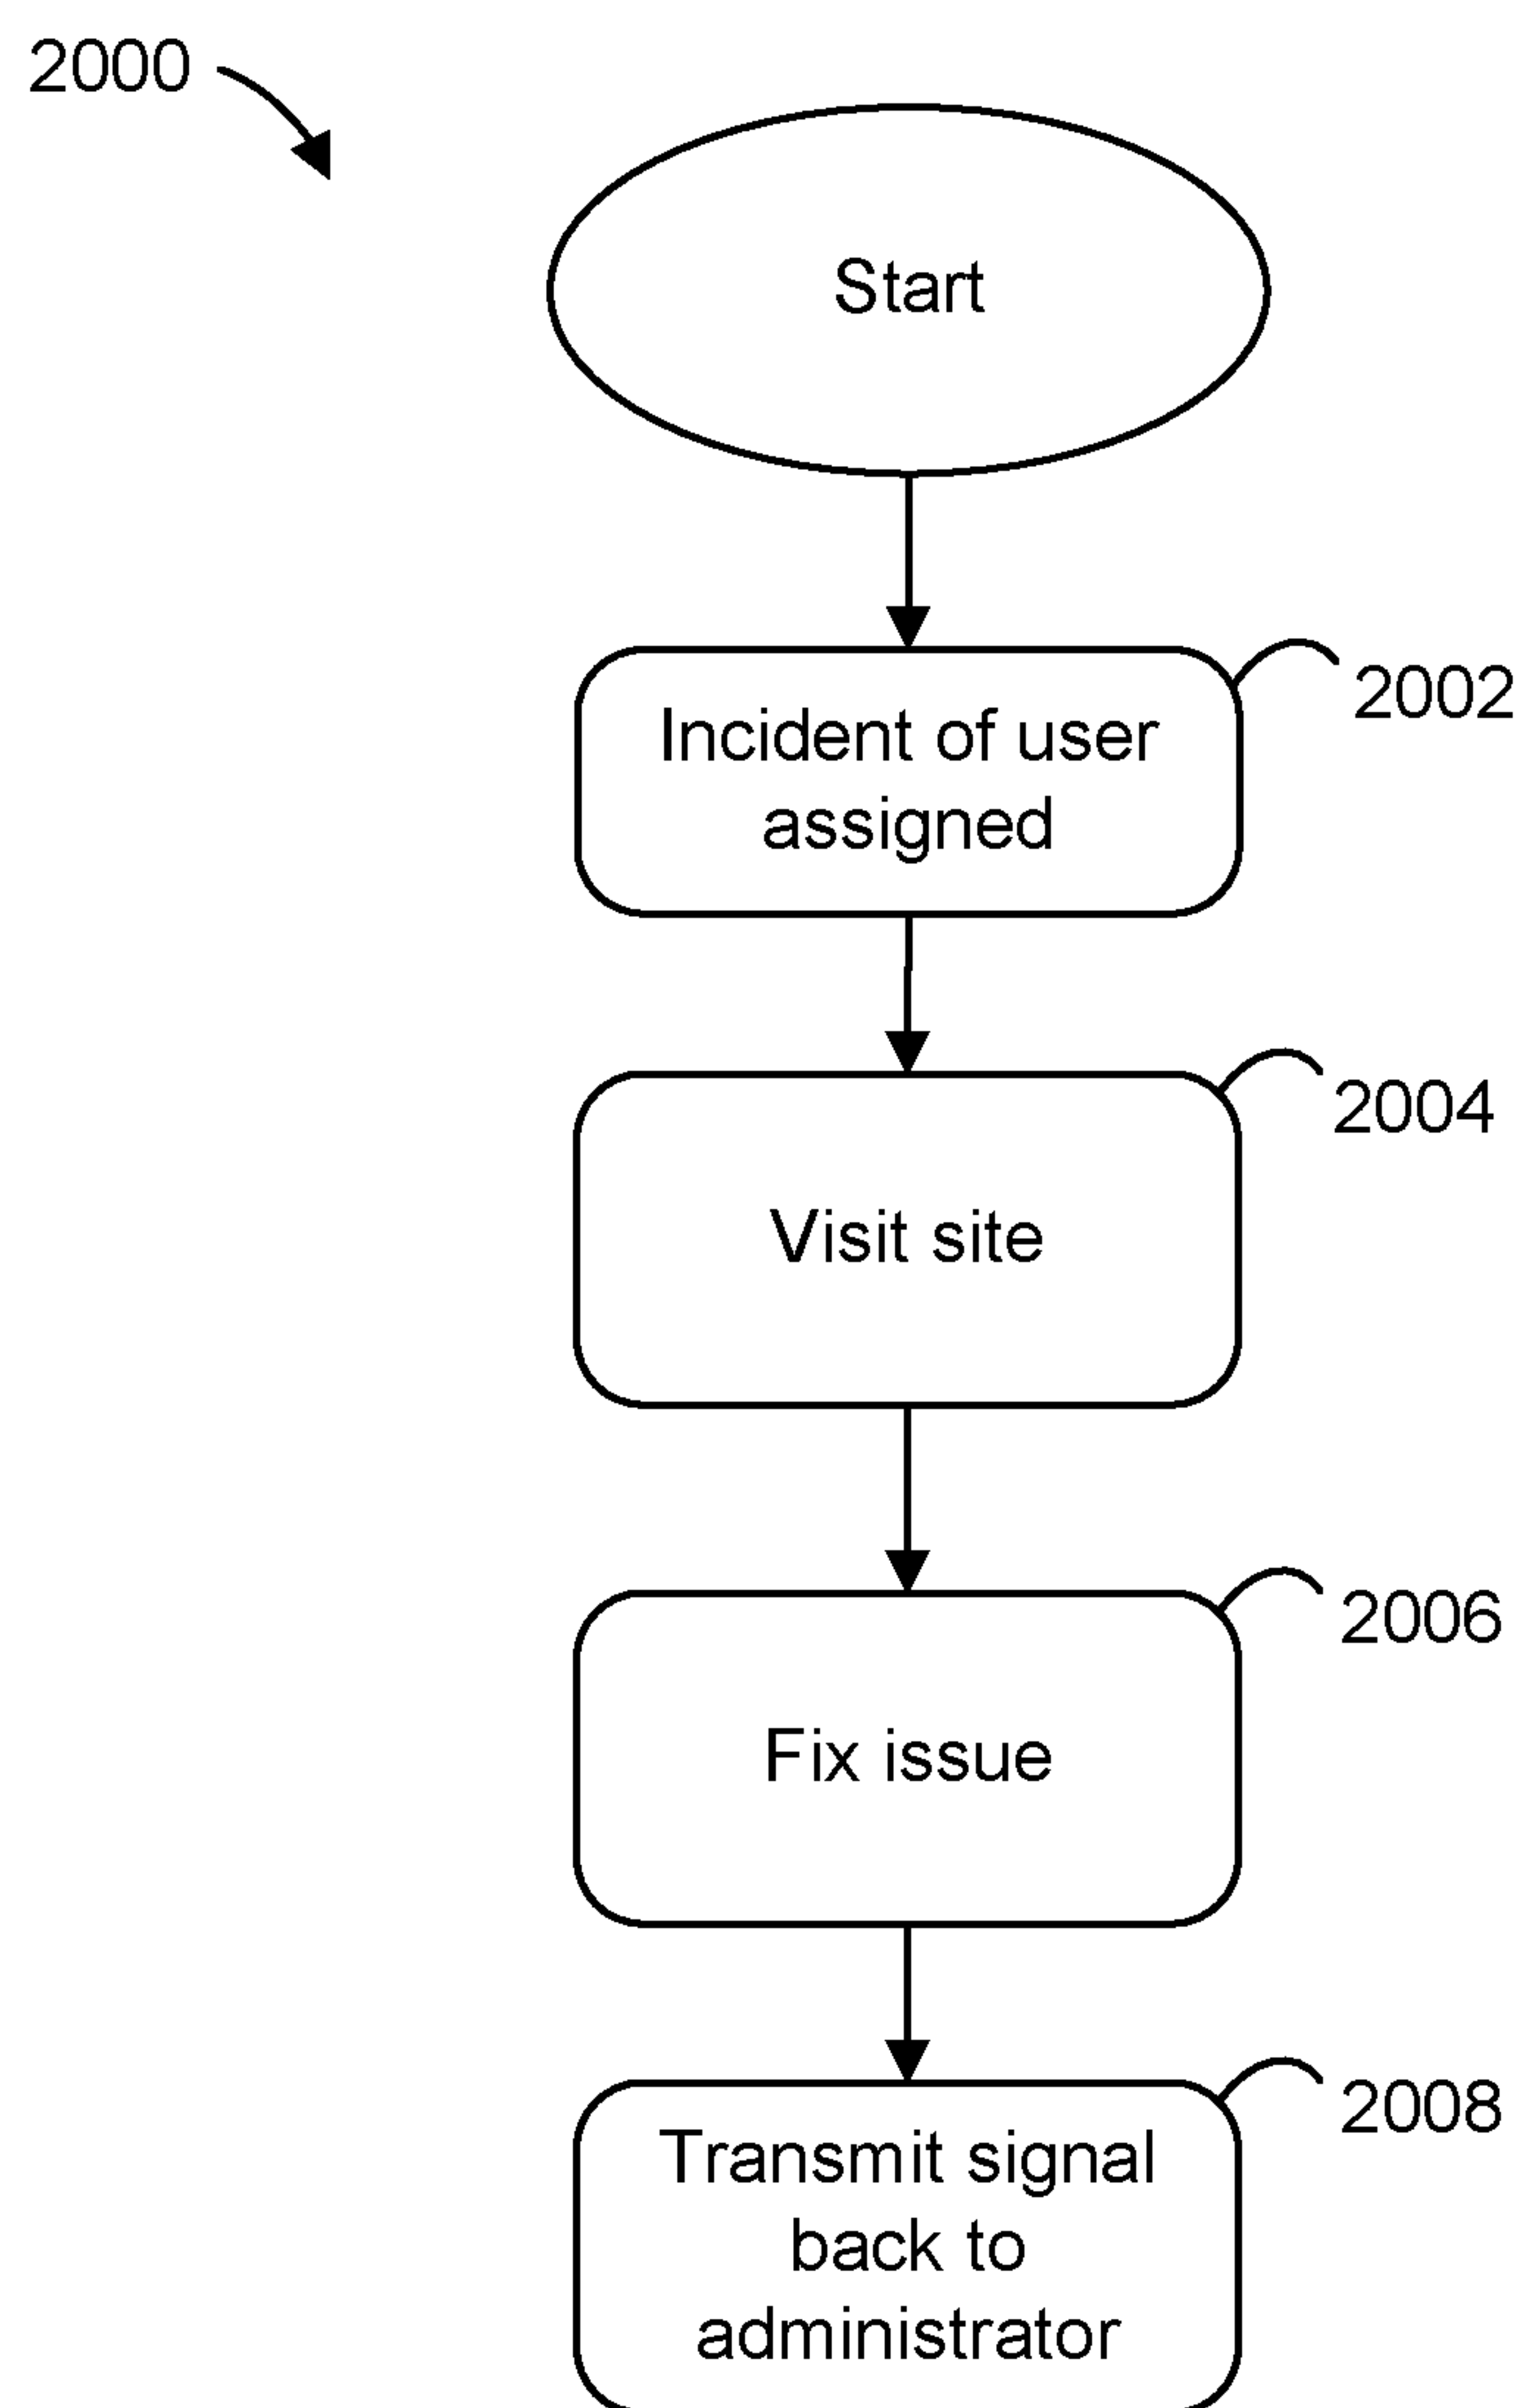 2000
Start
2002
Incident of user
assigned
2004
Visit site
2006
Fix issue
2008
Transmit signal
back to
administrator